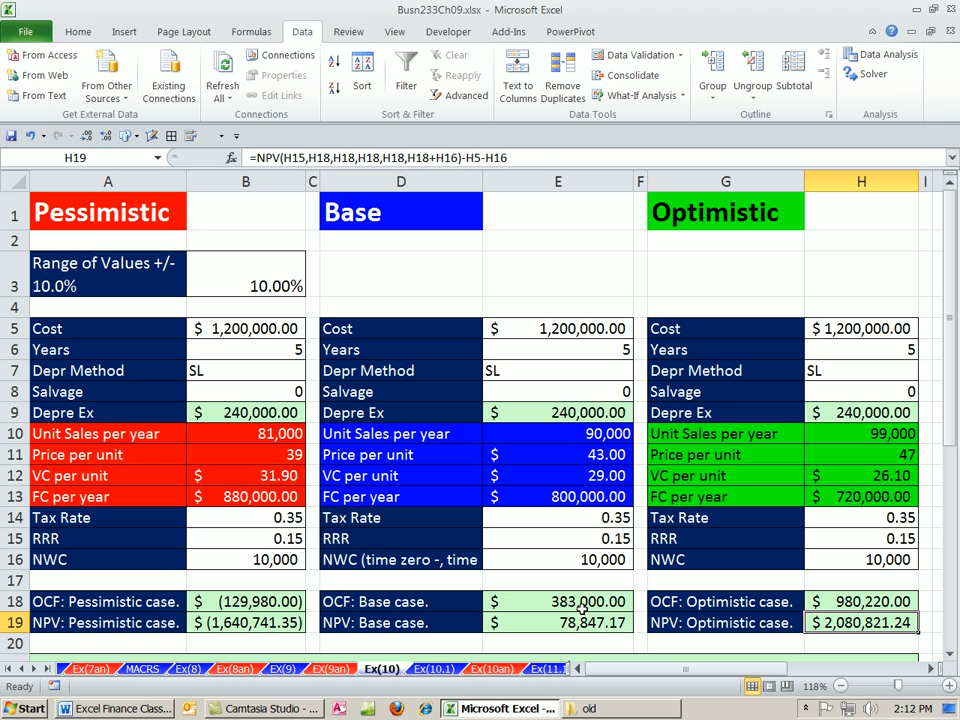 Busn233Ch09.xlsx - Microsoft Excel
File Home Insert Page Layout Formulas Data Review View Developer Add-Ins PowerPivot
From Access
From Web
From Text
From Other Sources
Existing Connections
Get External Data
Refresh All
Connections
Properties
Edit Links
Connections
Sort
Filter
Clear
Reapply
Advanced
Sort & Filter
Text to Columns
Remove Duplicates
Data Validation
Consolidate
What-If Analysis
Data Tools
Group
Ungroup
Subtotal
Outline
Data Analysis
Solver
Analysis
H19 fx =NPV(H15,H18,H18,H18,H18,H18+H16)-H5-H16
A B C D E F G H I
1 Pessimistic Base Optimistic
2
3 Range of Values +/- 10.0% 10.00%
4
5 Cost $ 1,200,000.00 Cost $ 1,200,000.00 Cost $ 1,200,000.00
6 Years 5 Years 5 Years 5
7 Depr Method SL Depr Method SL Depr Method SL
8 Salvage 0 Salvage 0 Salvage 0
9 Depre Ex $ 240,000.00 Depre Ex $ 240,000.00 Depre Ex $ 240,000.00
10 Unit Sales per year 81,000 Unit Sales per year 90,000 Unit Sales per year 99,000
11 Price per unit 39 Price per unit $ 43.00 Price per unit 47
12 VC per unit $ 31.90 VC per unit $ 29.00 VC per unit $ 26.10
13 FC per year $ 880,000.00 FC per year $ 800,000.00 FC per year $ 720,000.00
14 Tax Rate 0.35 Tax Rate 0.35 Tax Rate 0.35
15 RRR 0.15 RRR 0.15 RRR 0.15
16 NWC 10,000 NWC (time zero -, time 10,000 NWC 10,000
17
18 OCF: Pessimistic case. $ (129,980.00) OCF: Base case. $ 383,000.00 OCF: Optimistic case. $ 980,220.00
19 NPV: Pessimistic case. $ (1,640,741.35) NPV: Base case. $ 78,847.17 NPV: Optimistic case. $ 2,080,821.24
20
Ex(7an) MACRS Ex(8) Ex(8an) Ex(9) Ex(9an) Ex(10) Ex(10.1) Ex(10an) Ex(11.1
Ready 118%
Start Excel Finance Class... Camtasia Studio - ... Microsoft Excel -... old 2:12 PM